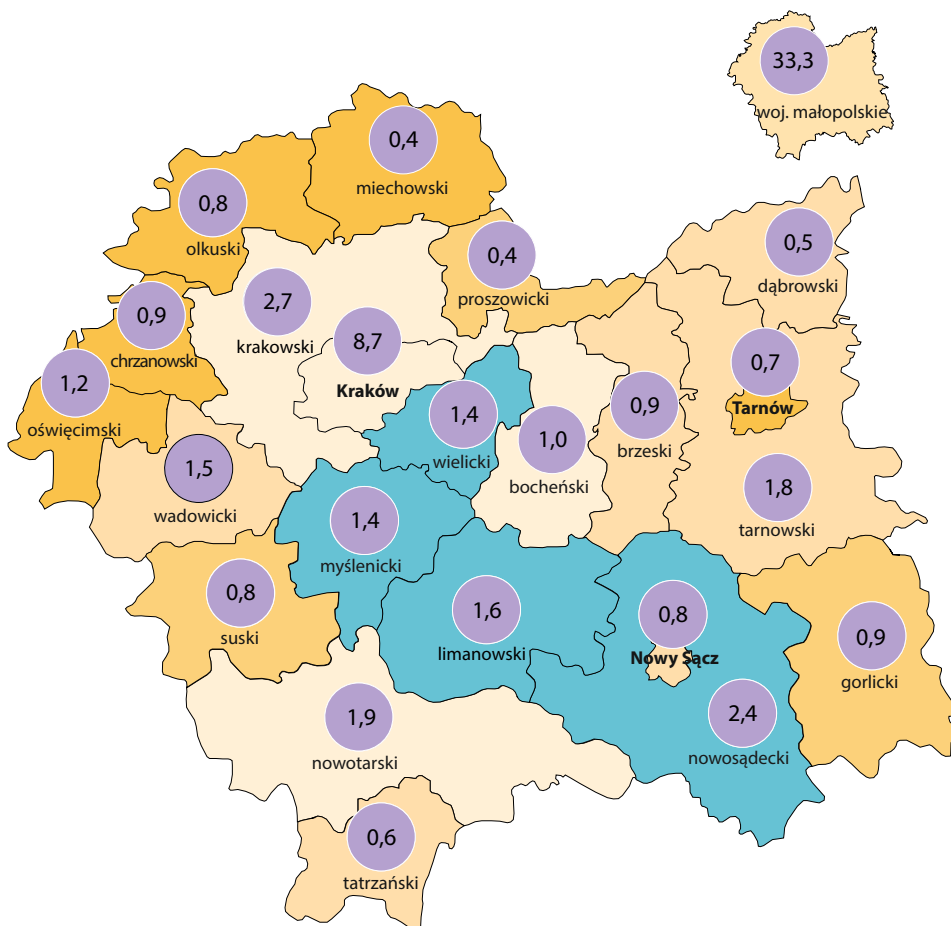 33,3
woj. małopolskie
0,4
miechowski
0,8
olkuski
0,5
dąbrowski
0,4
proszowicki
2,7
krakowski
0,9
chrzanowski
8,7
Kraków
0,7
Tarnów
1,2
oświęcimski
1,4
wielicki
0,9
brzeski
1,0
bocheński
1,5
wadowicki
1,8
tarnowski
1,4
myślenicki
0,8
suski
1,6
limanowski
0,8
Nowy Sącz
0,9
gorlicki
2,4
nowosądecki
1,9
nowotarski
0,6
tatrzański